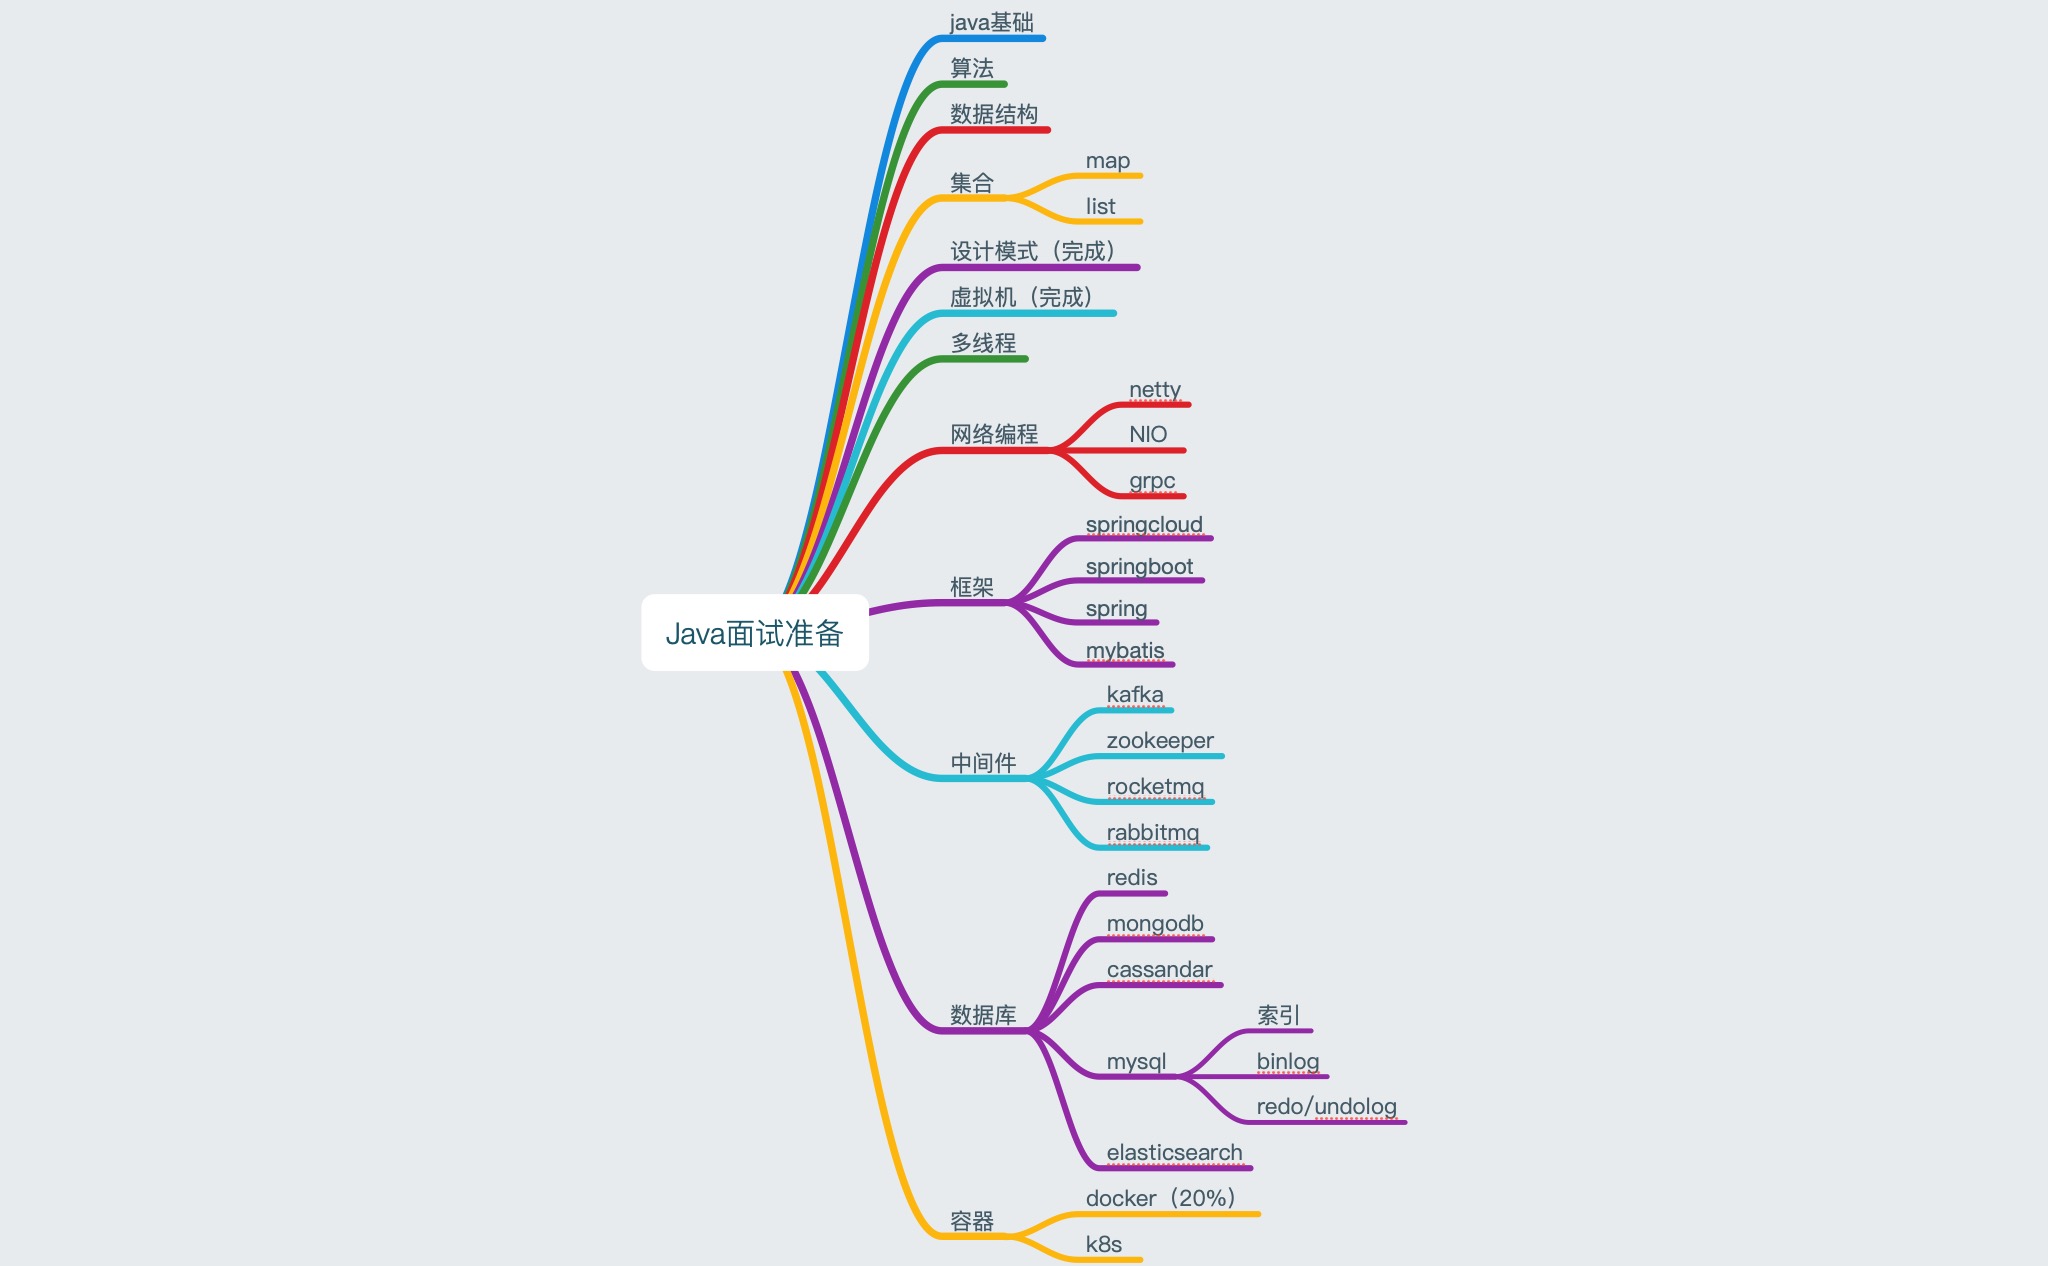 java基础
算法
数据结构
集合
map
list
设计模式（完成）
虚拟机（完成）
多线程
网络编程
netty
NIO
grpc
Java面试准备
框架
springcloud
springboot
spring
mybatis
中间件
kafka
zookeeper
rocketmq
rabbitmq
数据库
redis
mongodb
cassandar
mysql
索引
binlog
redo/undolog
elasticsearch
容器
docker（20%）
k8s